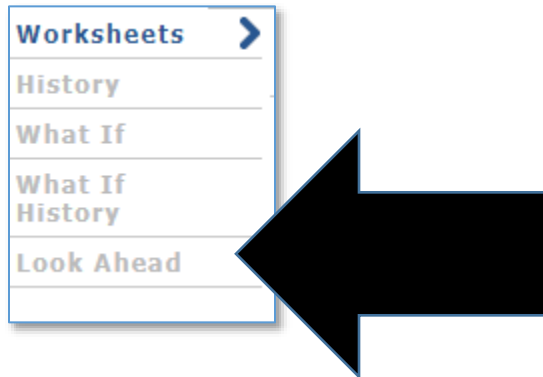 Worksheets
History
What If
What If
History
Look Ahead